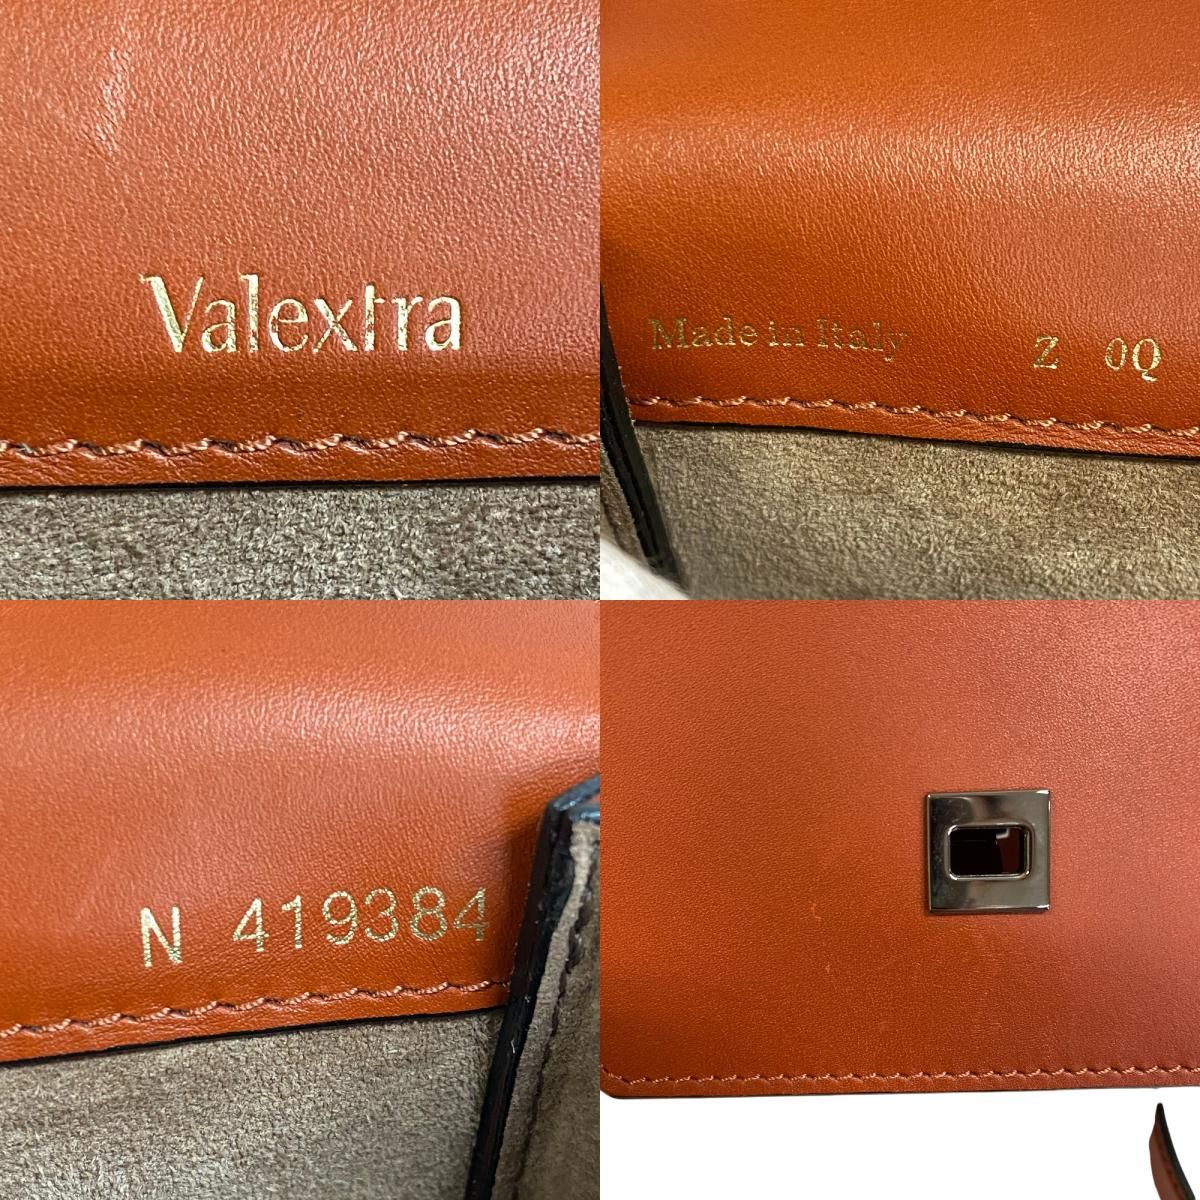 Valextra
Made in Italy Z 0Q
N 419384